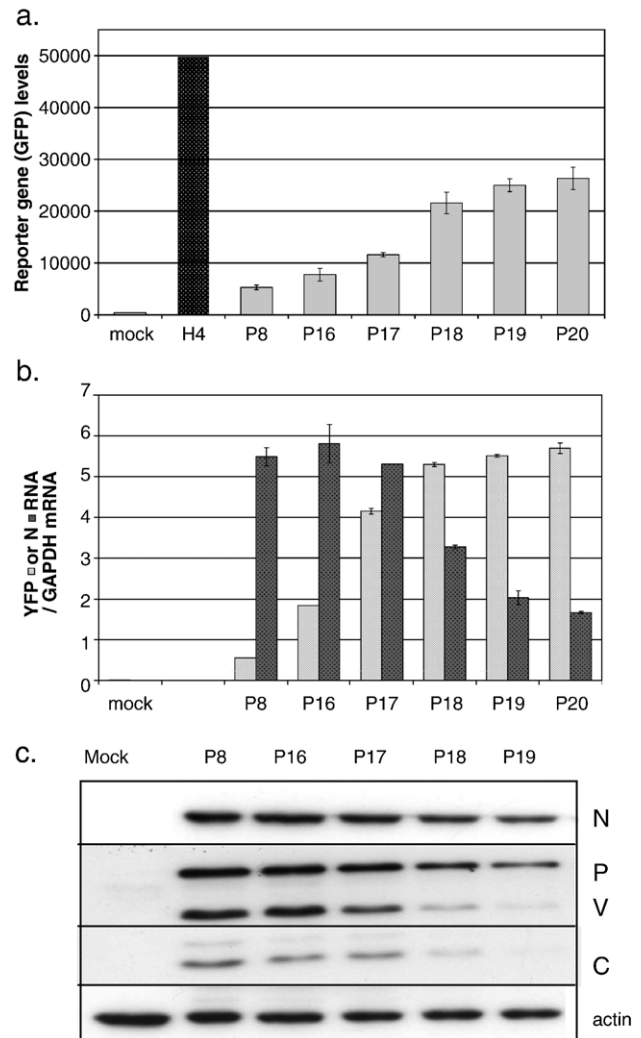 a.
Reporter gene (GFP) levels
50000
40000
30000
20000
10000
0
mock H4 P8 P16 P17 P18 P19 P20
b.
YFP or N RNA
/ GAPDH mRNA
7
6
5
4
3
2
1
0
mock P8 P16 P17 P18 P19 P20
c.
Mock P8 P16 P17 P18 P19
N
P
V
C
actin